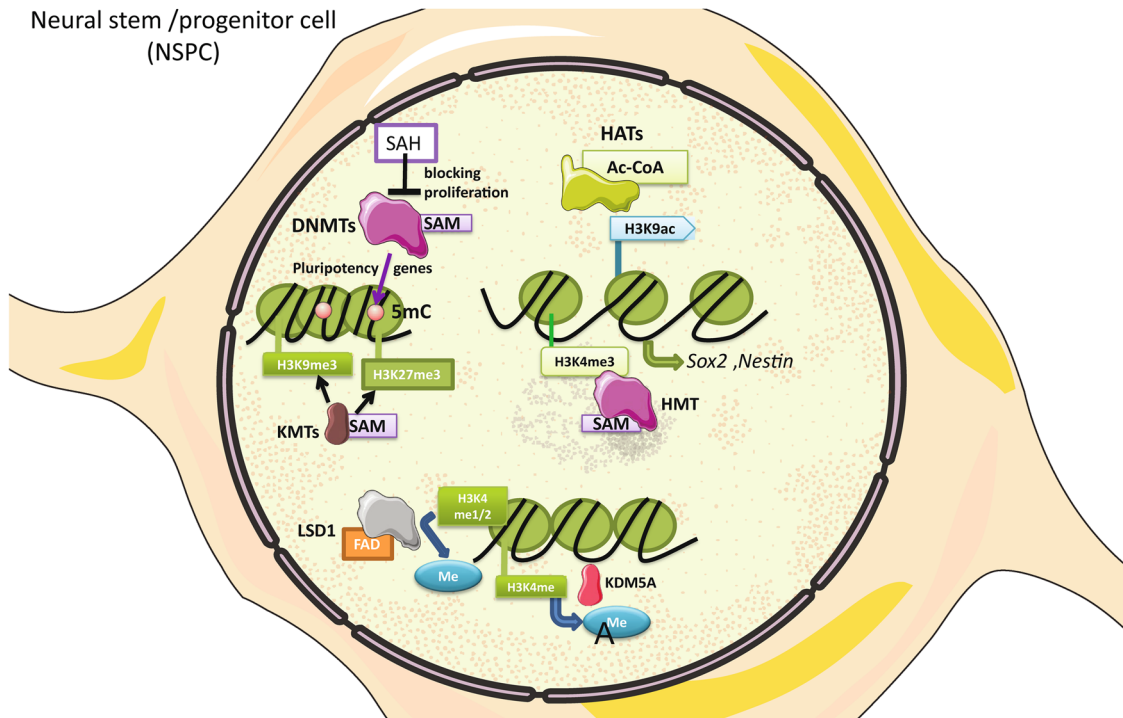 Neural stem /progenitor cell
(NSPC)
SAH
blocking
proliferation
DNMTs
SAM
Pluripotency genes
5mC
H3K9me3
H3K27me3
KMTs
SAM
HATs
Ac-CoA
H3K9ac
H3K4me3
Sox2 ,Nestin
HMT
SAM
LSD1
FAD
H3K4
me1/2
Me
H3K4me
KDM5A
Me
A